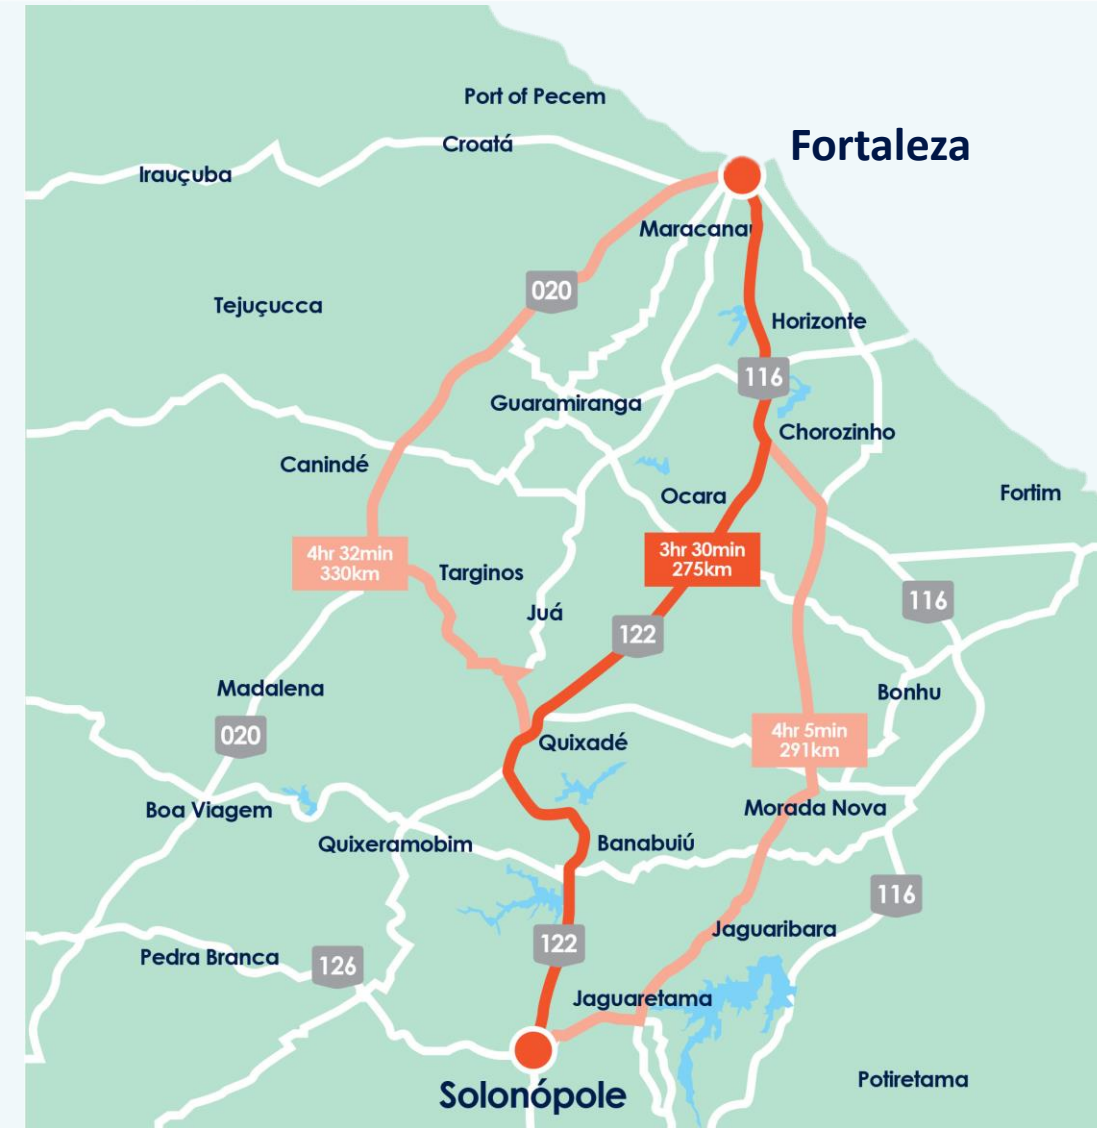 Port of Pecem
Croatá
Fortaleza
Irauçuba
Maracanau
020
Tejuçucca
Horizonte
116
Guaramiranga
Chorozinho
Canindé
Ocara
Fortim
4hr 32min
330km
3hr 30min
275km
Targinos
Juá
116
122
Madalena
Bonhu
020
Quixadé
4hr 5min
291km
Boa Viagem
Morada Nova
Quixeramobim
Banabuiú
116
Jaguaribara
122
Pedra Branca
126
Jaguaretama
Potiretama
Solonópole